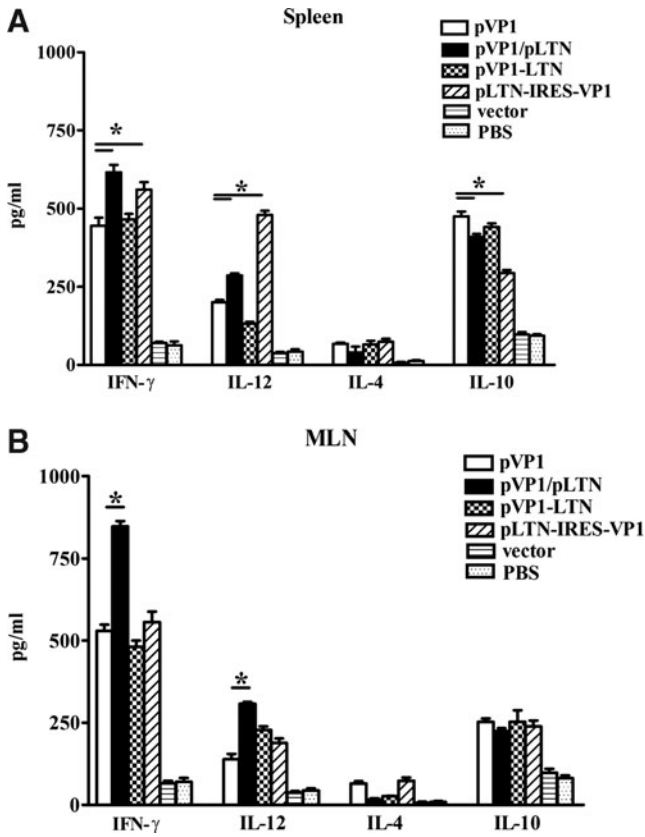 A
Spleen
pVP1
pVP1/pLTN
pVP1-LTN
pLTN-IRES-VP1
vector
PBS
1000
750
500
250
0
pg/ml
*
*
*
IFN-γ
IL-12
IL-4
IL-10
B
MLN
pVP1
pVP1/pLTN
pVP1-LTN
pLTN-IRES-VP1
vector
PBS
1000
750
500
250
0
pg/ml
*
*
IFN-γ
IL-12
IL-4
IL-10